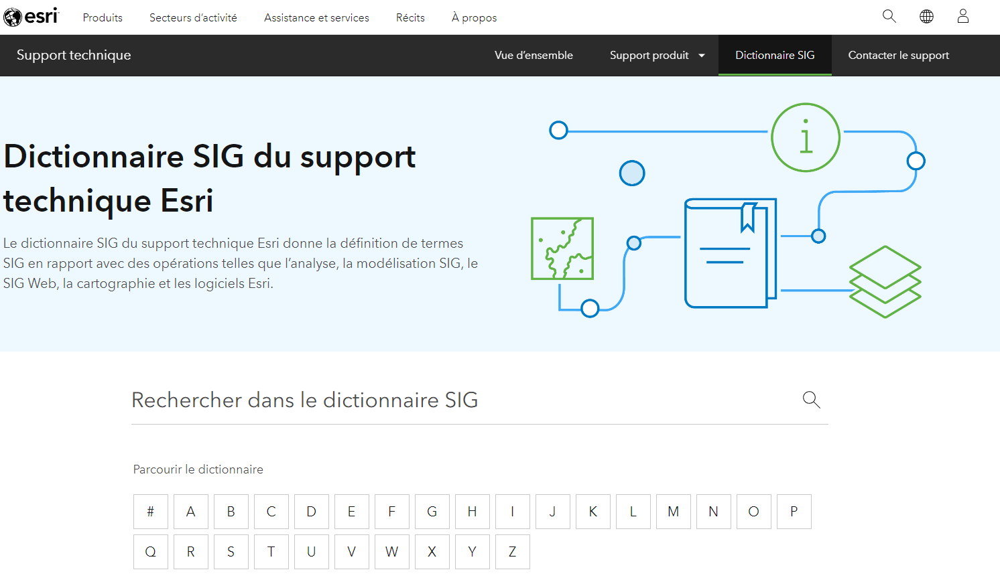 esri
Produits
Secteurs d’activité
Assistance et services
Récits
À propos
Support technique
Vue d’ensemble
Support produit
Dictionnaire SIG
Contacter le support
Dictionnaire SIG du support
technique Esri
Le dictionnaire SIG du support technique Esri donne la définition de termes
SIG en rapport avec des opérations telles que l’analyse, la modélisation SIG, le
SIG Web, la cartographie et les logiciels Esri.
i
Rechercher dans le dictionnaire SIG
Parcourir le dictionnaire
# A B C D E F G H I J K L M N O P
Q R S T U V W X Y Z